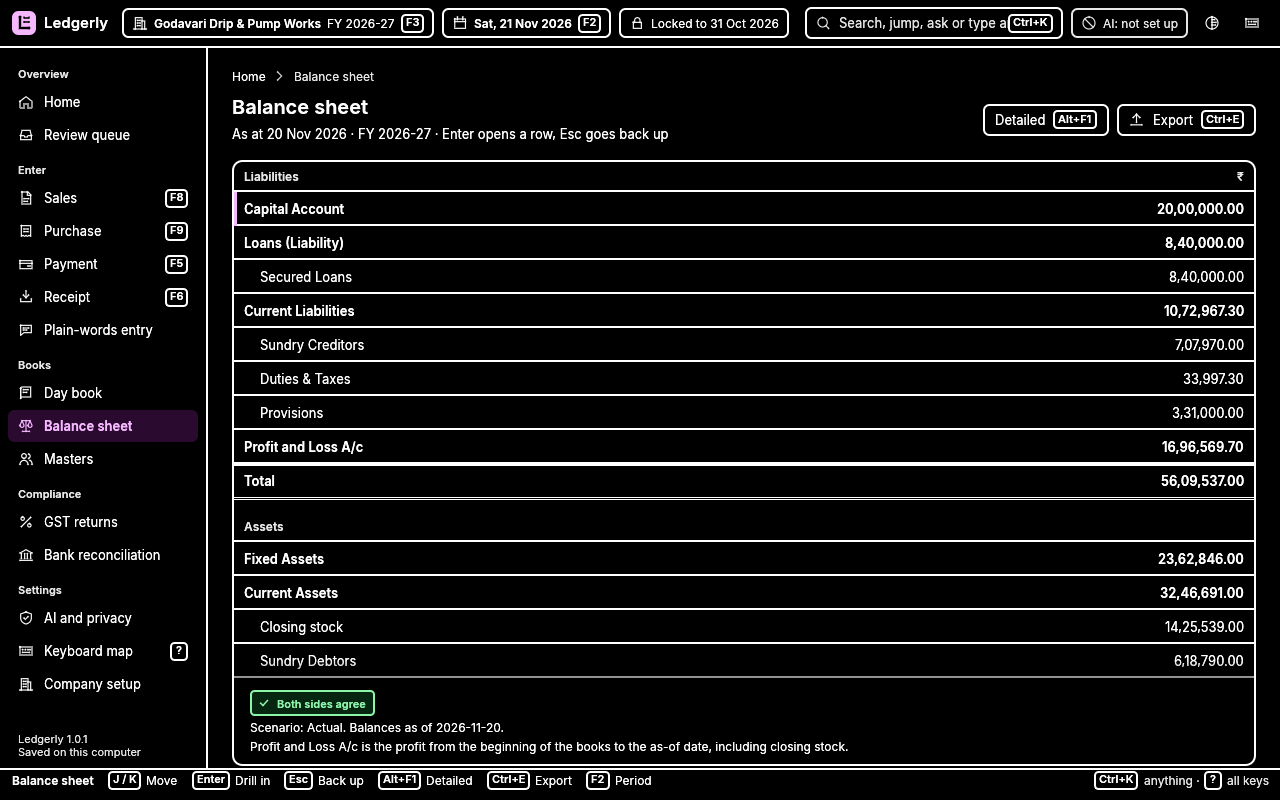 Ledgerly
Godavari Drip & Pump Works FY 2026-27 F3
Sat, 21 Nov 2026 F2
Locked to 31 Oct 2026
Search, jump, ask or type a Ctrl+K
AI: not set up
Overview
Home
Review queue
Enter
Sales F8
Purchase F9
Payment F5
Receipt F6
Plain-words entry
Books
Day book
Balance sheet
Masters
Compliance
GST returns
Bank reconciliation
Settings
AI and privacy
Keyboard map ?
Company setup
Ledgerly 1.0.1
Saved on this computer
Home > Balance sheet
Balance sheet
As at 20 Nov 2026 · FY 2026-27 · Enter opens a row, Esc goes back up
Detailed Alt+F1
Export Ctrl+E
Liabilities ₹
Capital Account 20,00,000.00
Loans (Liability) 8,40,000.00
Secured Loans 8,40,000.00
Current Liabilities 10,72,967.30
Sundry Creditors 7,07,970.00
Duties & Taxes 33,997.30
Provisions 3,31,000.00
Profit and Loss A/c 16,96,569.70
Total 56,09,537.00
Assets
Fixed Assets 23,62,846.00
Current Assets 32,46,691.00
Closing stock 14,25,539.00
Sundry Debtors 6,18,790.00
Both sides agree
Scenario: Actual. Balances as of 2026-11-20.
Profit and Loss A/c is the profit from the beginning of the books to the as-of date, including closing stock.
Balance sheet J / K Move Enter Drill in Esc Back up Alt+F1 Detailed Ctrl+E Export F2 Period Ctrl+K anything · ? all keys